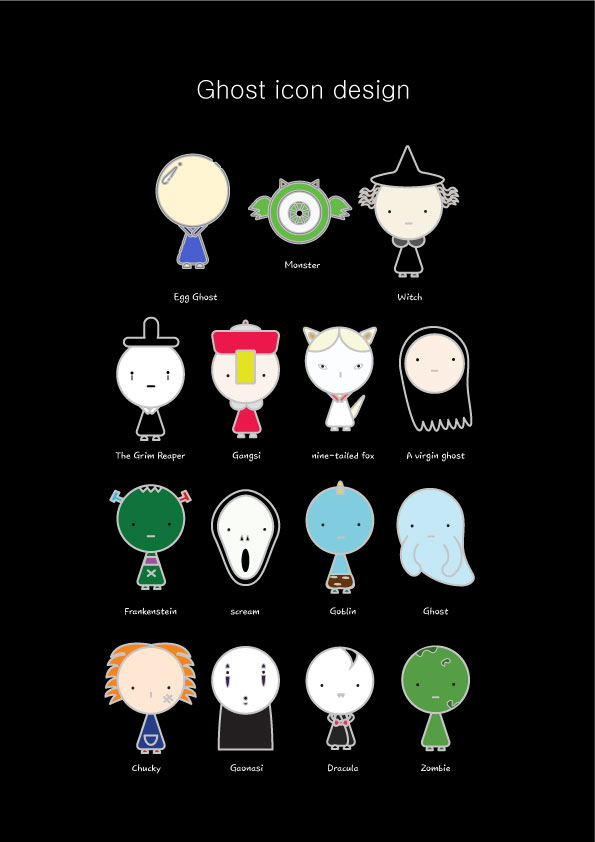 Ghost icon design
Monster
Egg Ghost
Witch
The Grim Reaper
Gangsi
nine-tailed fox
A virgin ghost
Frankenstein
scream
Goblin
Ghost
Chucky
Gaonasi
Dracula
Zombie